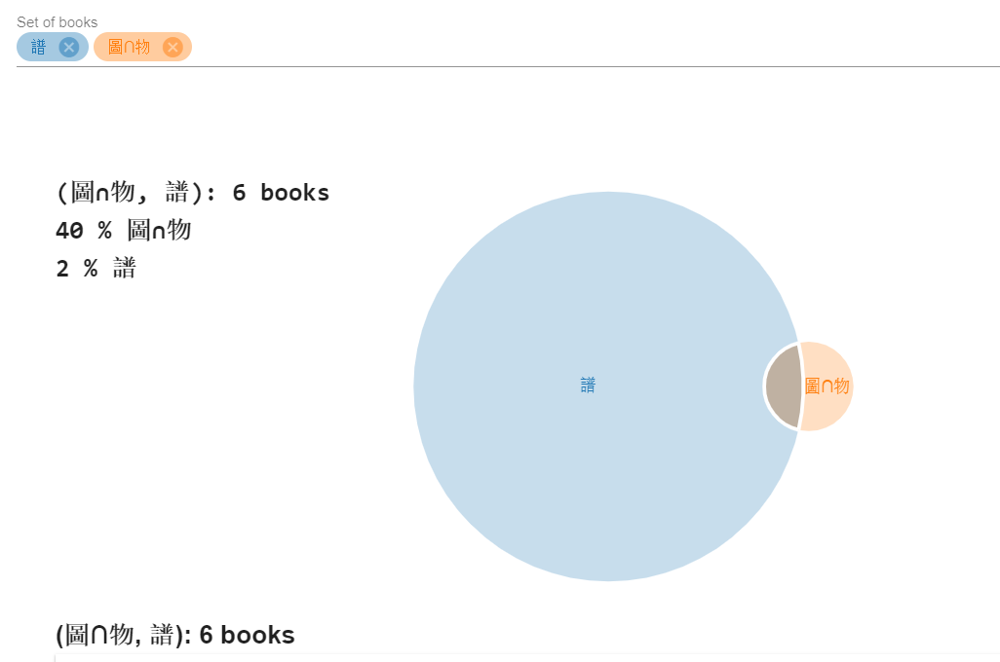 Set of books
譜 圖∩物
(圖∩物, 譜): 6 books
40 % 圖∩物
2 % 譜
譜
圖∩物
(圖∩物, 譜): 6 books